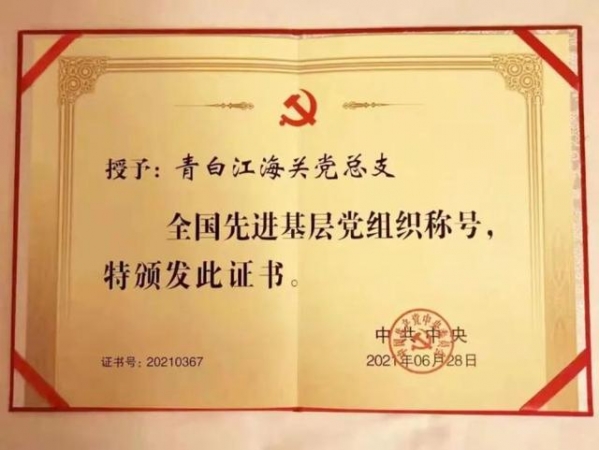 授予：青白江海关党总支
全国先进基层党组织称号，
特颁发此证书。
中共中央
证书号：20210367
2021年06月28日